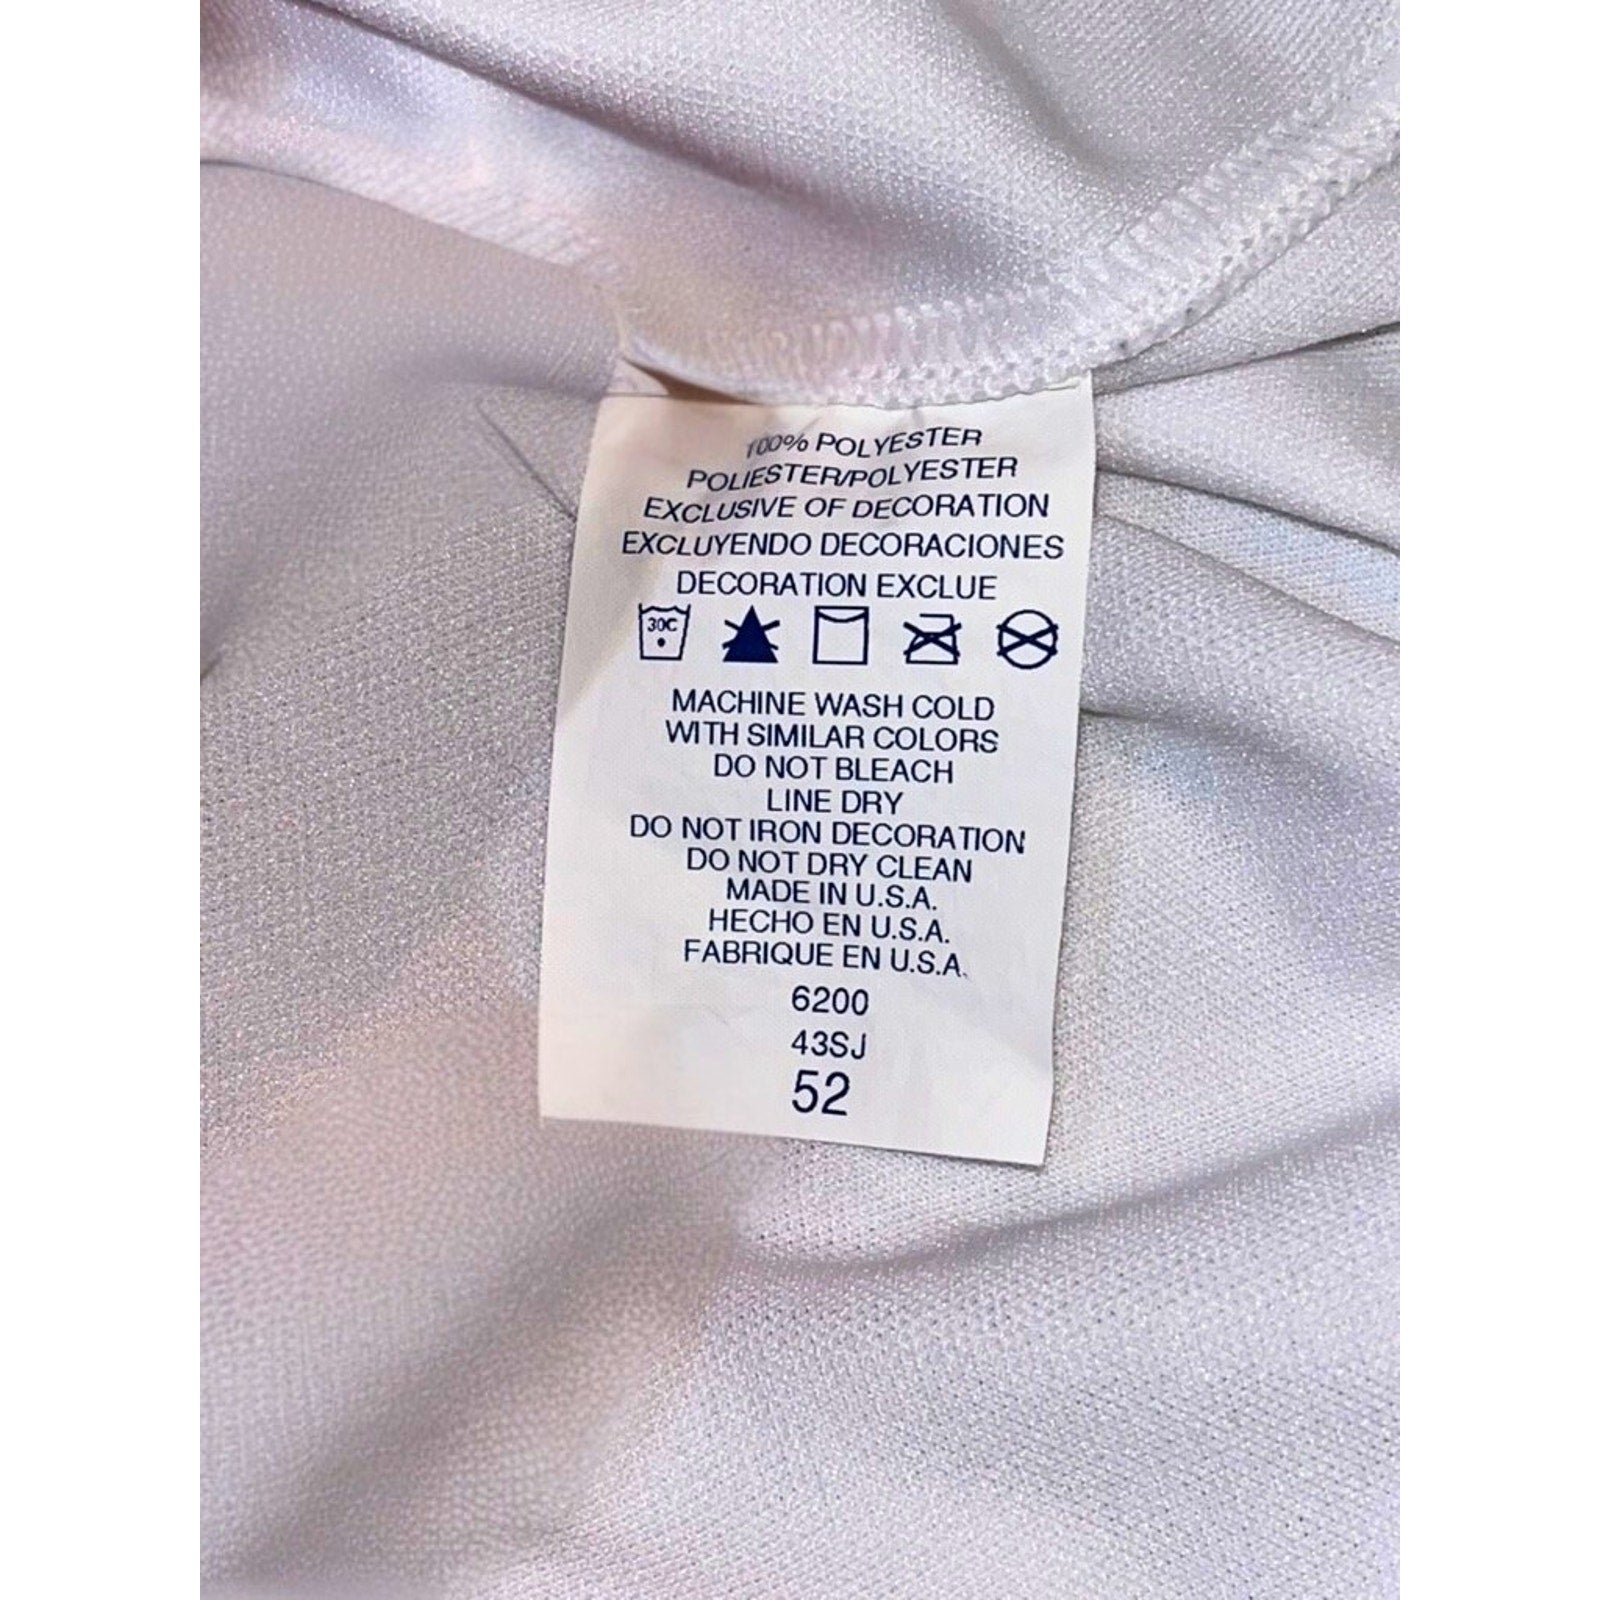 100% POLYESTER
POLIESTER/POLYESTER
EXCLUSIVE OF DECORATION
EXCLUYENDO DECORACIONES
DECORATION EXCLUE
30C
MACHINE WASH COLD
WITH SIMILAR COLORS
DO NOT BLEACH
LINE DRY
DO NOT IRON DECORATION
DO NOT DRY CLEAN
MADE IN U.S.A.
HECHO EN U.S.A.
FABRIQUE EN U.S.A.
6200
43SJ
52